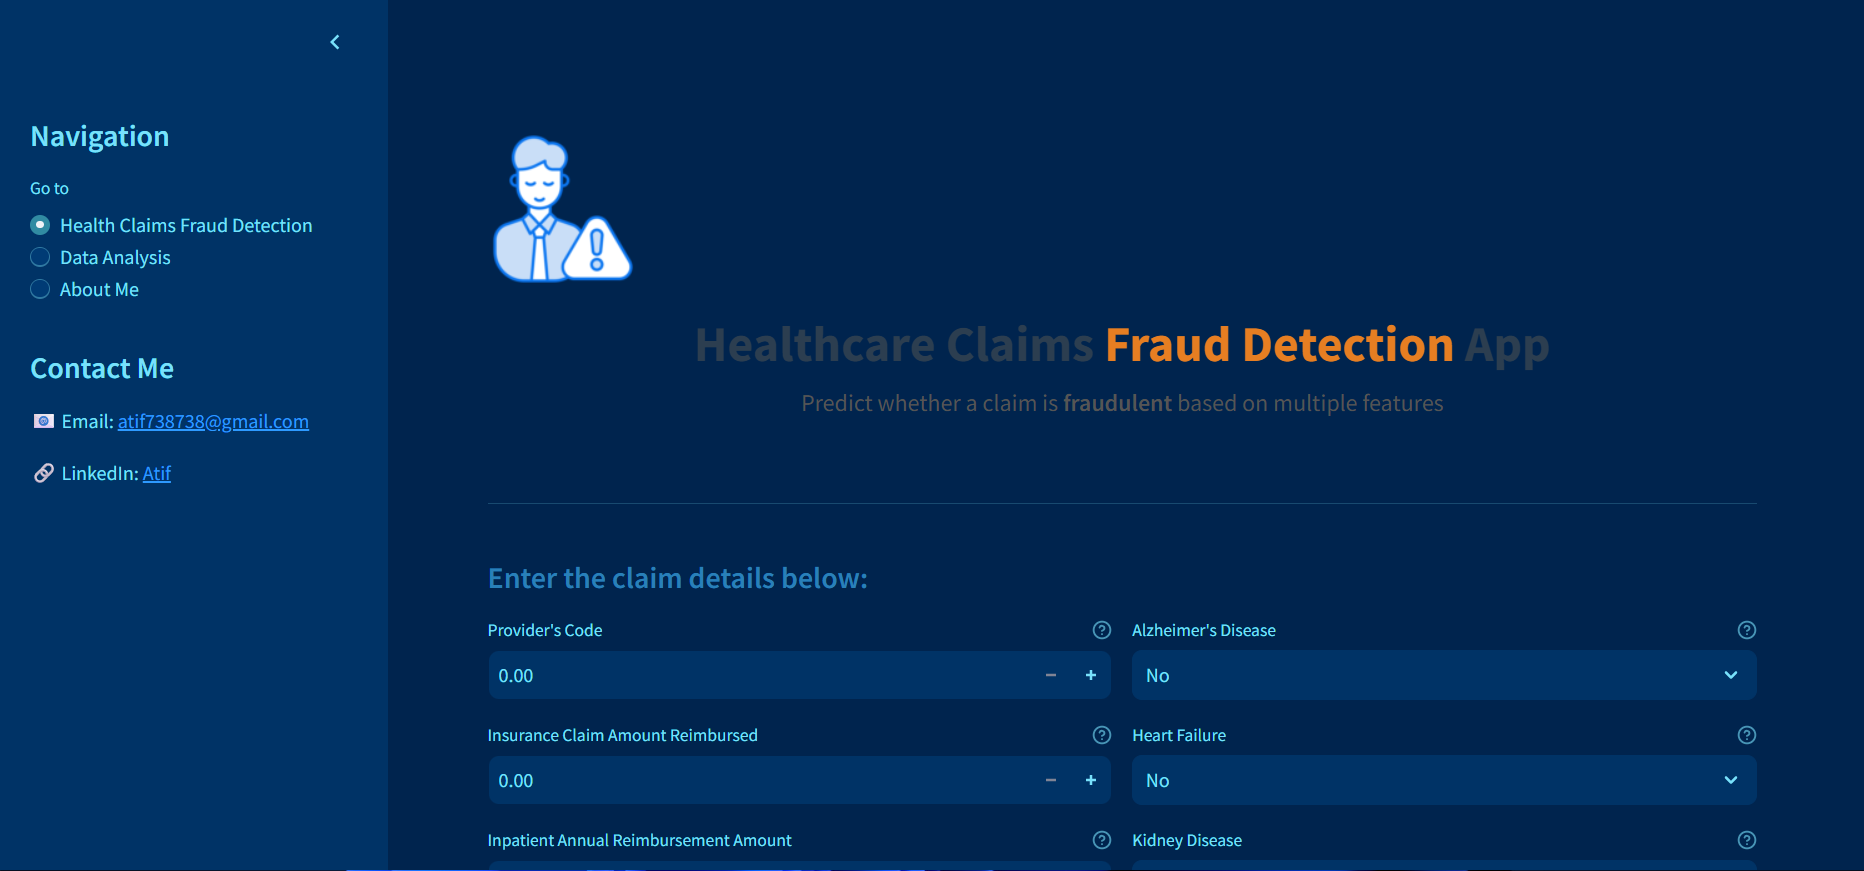 Navigation
Go to
Health Claims Fraud Detection
Data Analysis
About Me
Contact Me
📧 Email: atif738738@gmail.com
🔗 LinkedIn: Atif
Healthcare Claims Fraud Detection App
Predict whether a claim is fraudulent based on multiple features
Enter the claim details below:
Provider's Code
0.00
Alzheimer's Disease
No
Insurance Claim Amount Reimbursed
0.00
Heart Failure
No
Inpatient Annual Reimbursement Amount
Kidney Disease